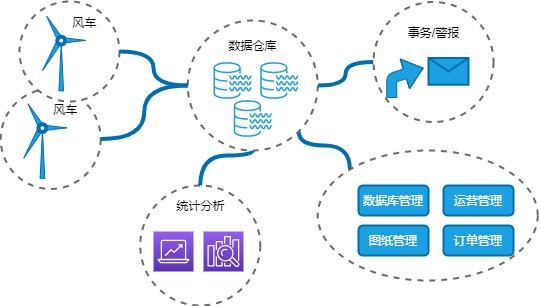 风车
风车
数据仓库
事务/警报
统计分析
数据库管理
运营管理
图纸管理
订单管理